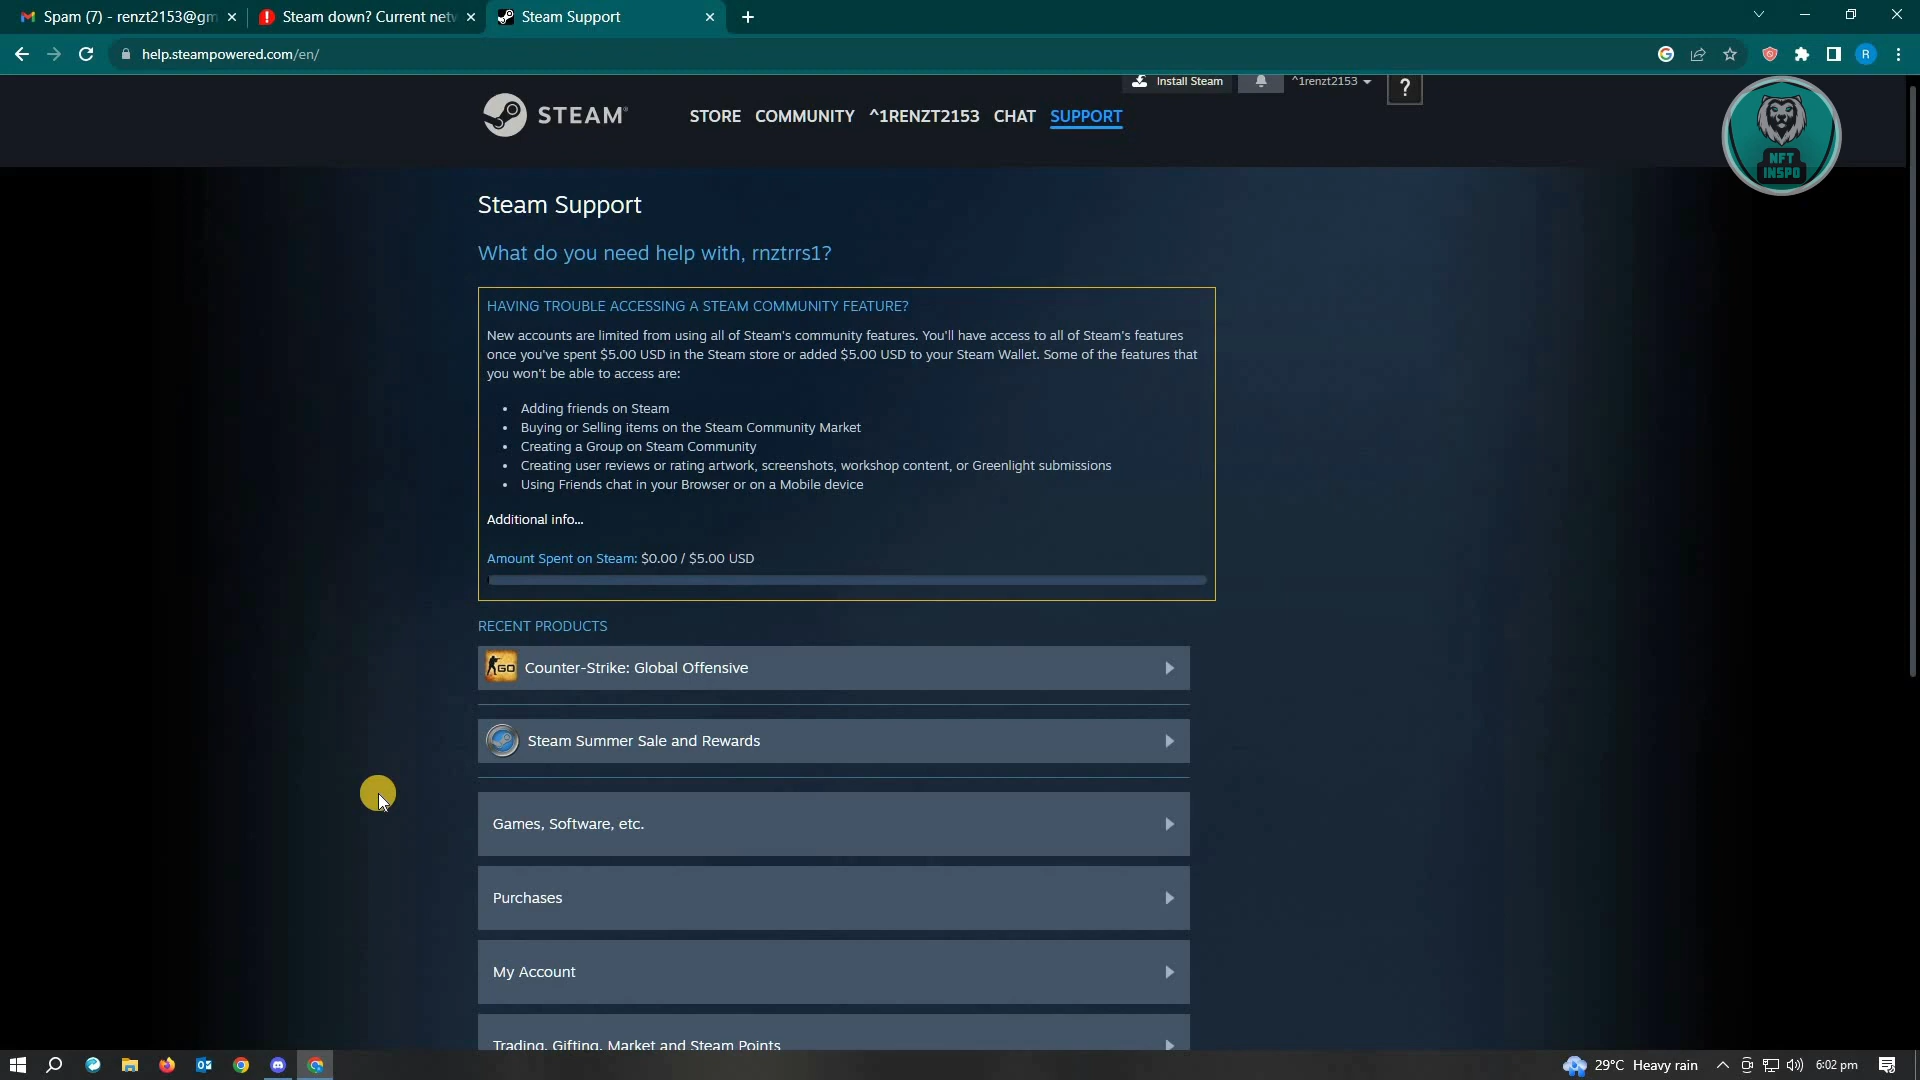 Spam (7) - renzt2153@gm
Steam down? Current netw
Steam Support
help.steampowered.com/en/
R
Install Steam
^1renzt2153
?
STEAM®
STORE
COMMUNITY
^1RENZT2153
CHAT
SUPPORT
NFT
INSPO
Steam Support
What do you need help with, rnztrrs1?
HAVING TROUBLE ACCESSING A STEAM COMMUNITY FEATURE?
New accounts are limited from using all of Steam's community features. You'll have access to all of Steam's features
once you've spent $5.00 USD in the Steam store or added $5.00 USD to your Steam Wallet. Some of the features that
you won't be able to access are:
• Adding friends on Steam
• Buying or Selling items on the Steam Community Market
• Creating a Group on Steam Community
• Creating user reviews or rating artwork, screenshots, workshop content, or Greenlight submissions
• Using Friends chat in your Browser or on a Mobile device
Additional info...
Amount Spent on Steam: $0.00 / $5.00 USD
RECENT PRODUCTS
GO
Counter-Strike: Global Offensive
Steam Summer Sale and Rewards
Games, Software, etc.
Purchases
My Account
Trading, Gifting, Market and Steam Points
29°C Heavy rain
6:02 pm